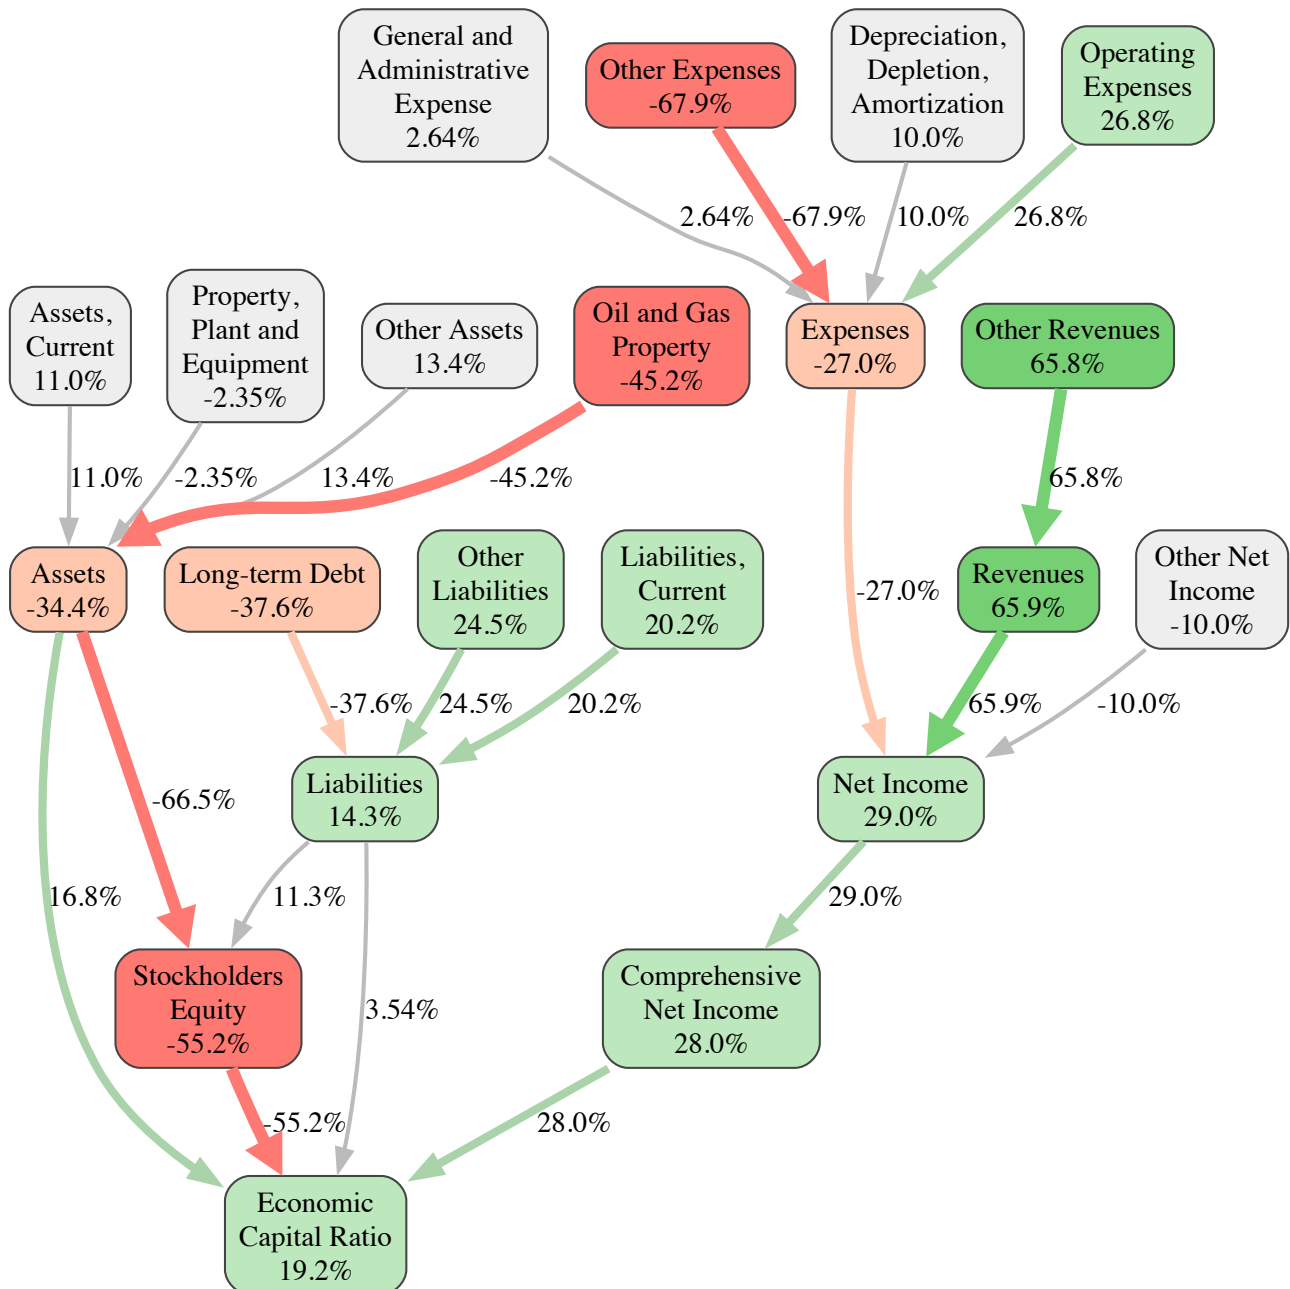 General and
Administrative
Expense
2.64%
Other Expenses
-67.9%
Depreciation,
Depletion,
Amortization
10.0%
Operating
Expenses
26.8%
2.64%
-67.9%
10.0%
26.8%
Assets,
Current
11.0%
Property,
Plant and
Equipment
-2.35%
Other Assets
13.4%
Oil and Gas
Property
-45.2%
Expenses
-27.0%
Other Revenues
65.8%
11.0%
-2.35%
13.4%
-45.2%
65.8%
Assets
-34.4%
Long-term Debt
-37.6%
Other
Liabilities
24.5%
Liabilities,
Current
20.2%
-27.0%
Revenues
65.9%
Other Net
Income
-10.0%
-37.6%
24.5%
20.2%
65.9%
-10.0%
-66.5%
Liabilities
14.3%
Net Income
29.0%
16.8%
11.3%
29.0%
Stockholders
Equity
-55.2%
3.54%
Comprehensive
Net Income
28.0%
-55.2%
28.0%
Economic
Capital Ratio
19.2%